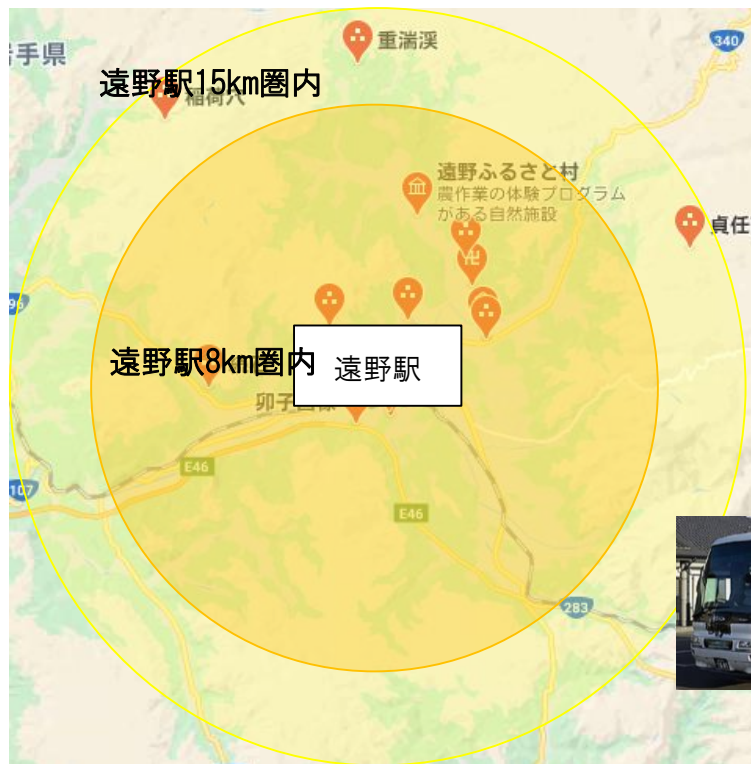 重湍渓
340
手県
遠野駅15km圏内
稲荷穴
遠野ふるさと村
農作業の体験プログラム
がある自然施設
貞任
卍
96
遠野駅8km圏内
遠野駅
卯子酉様
E46
107
E46
283